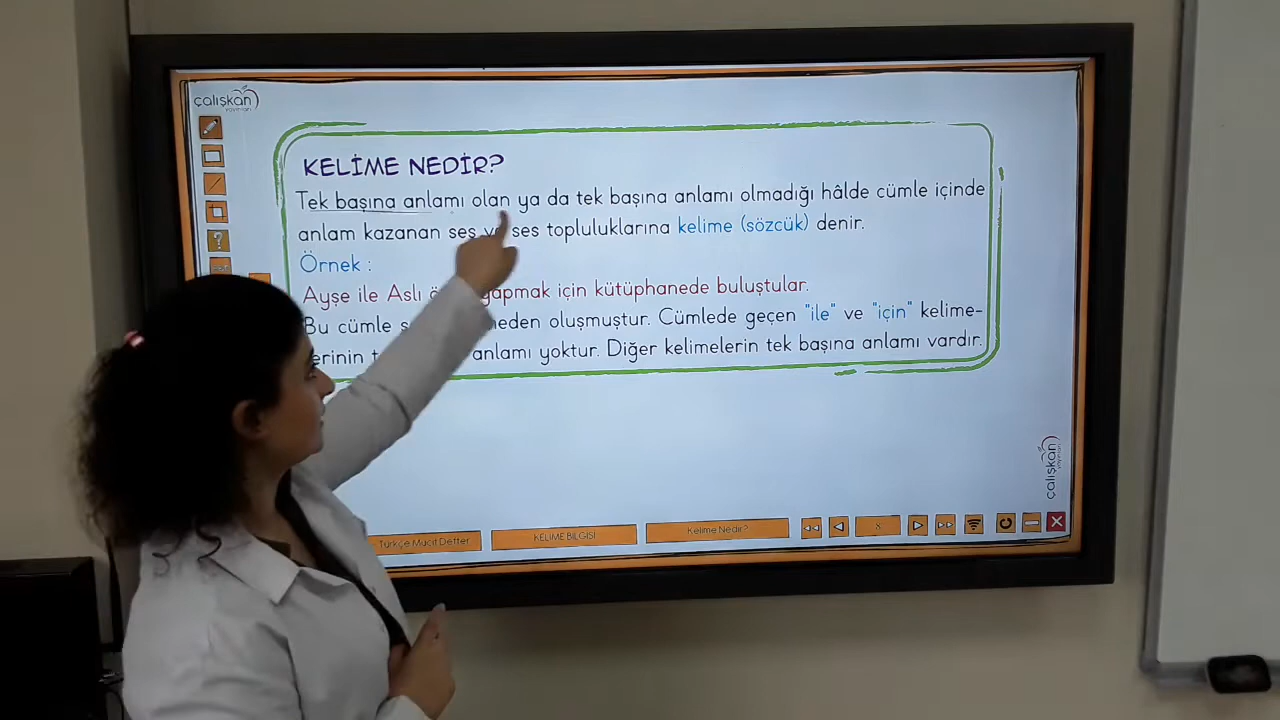 çalışkan
yayınları
KELİME NEDİR?
Tek başına anlamı olan ya da tek başına anlamı olmadığı hâlde cümle içinde
anlam kazanan ses ve ses topluluklarına kelime (sözcük) denir.
Örnek :
Ayşe ile Aslı yapmak için kütüphanede buluştular.
Bu cümle oluşmuştur. Cümlede geçen "ile" ve "için" kelime-
anlamı yoktur. Diğer kelimelerin tek başına anlamı vardır.
çalışkan
yayınları
Türkçe Mucit Defter
KELİME BİLGİSİ
Kelime Nedir?
8